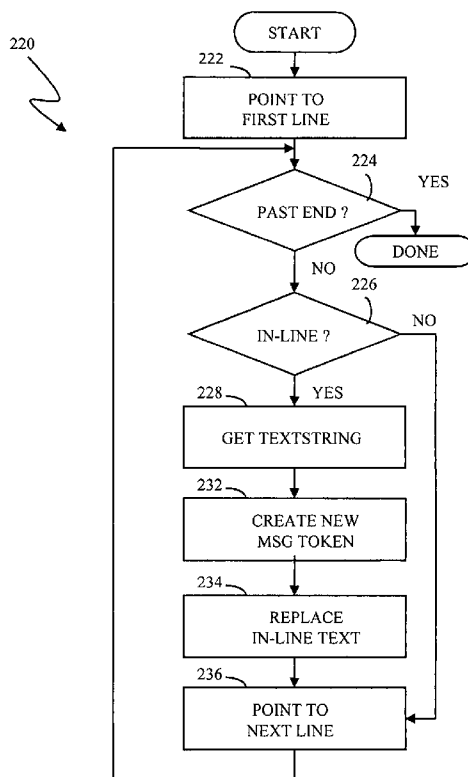 220
START
222
POINT TO
FIRST LINE
224
YES
PAST END ?
DONE
NO
226
IN-LINE ?
NO
YES
228
GET TEXTSTRING
232
CREATE NEW
MSG TOKEN
234
REPLACE
IN-LINE TEXT
236
POINT TO
NEXT LINE